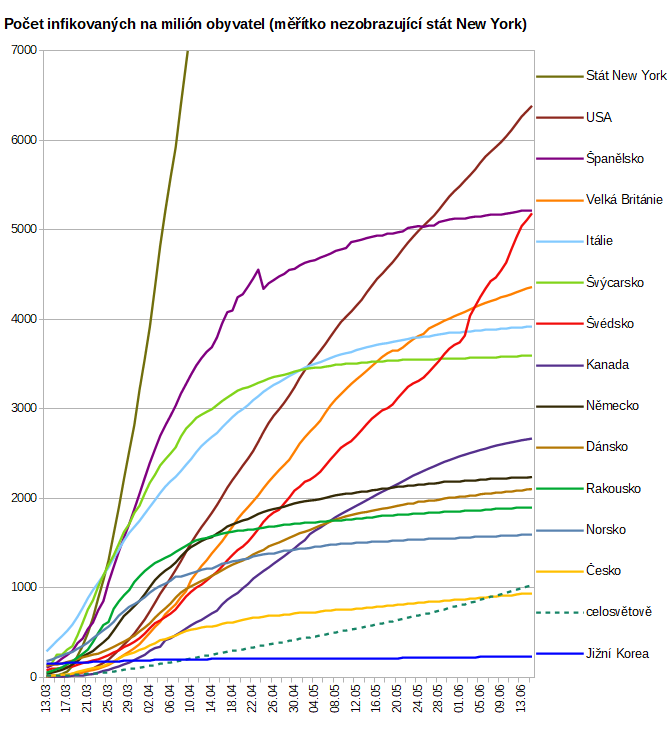 Počet infikovaných na milión obyvatel (měřítko nezobrazující stát New York)
7000
6000
5000
4000
3000
2000
1000
0
13.03
17.03
21.03
25.03
29.03
02.04
06.04
10.04
14.04
18.04
22.04
26.04
30.04
04.05
08.05
12.05
16.05
20.05
24.05
28.05
01.06
05.06
09.06
13.06
Stát New York
USA
Španělsko
Velká Británie
Itálie
Švýcarsko
Švédsko
Kanada
Německo
Dánsko
Rakousko
Norsko
Česko
celosvětově
Jižní Korea